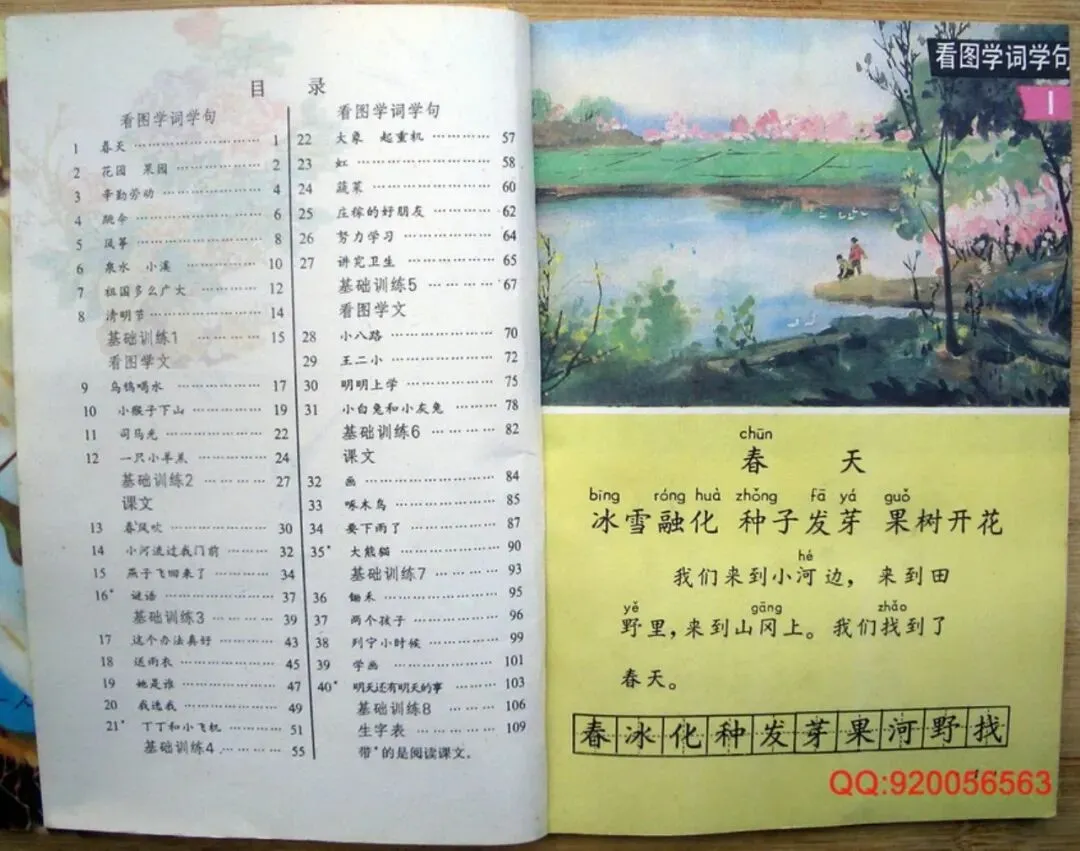 目 录
看图学词学句
1 春天 ………… 1
2 花园 果园 ………… 2
3 辛勤劳动 ………… 4
4 跳伞 ………… 6
5 风筝 ………… 8
6 泉水 小溪 ………… 10
7 祖国多么广大 ………… 12
8 清明节 ………… 14
基础训练1 ………… 15
看图学文
9 乌鸦喝水 ………… 17
10 小猴子下山 ………… 19
11 司马光 ………… 22
12 一只小羊羔 ………… 24
基础训练2 ………… 27
课文
13 春风吹 ………… 30
14 小河流过我门前 ………… 32
15 燕子飞回来了 ………… 34
16* 谜语 ………… 37
基础训练3 ………… 39
17 这个办法真好 ………… 43
18 送雨衣 ………… 45
19 她是谁 ………… 47
20 我选我 ………… 49
21* 丁丁和小飞机 ………… 51
基础训练4 ………… 55
看图学词学句
22 大象 起重机 ………… 57
23 虹 ………… 58
24 蔬菜 ………… 60
25 庄稼的好朋友 ………… 62
26 努力学习 ………… 64
27 讲究卫生 ………… 65
基础训练5 ………… 67
看图学文
28 小八路 ………… 70
29 王二小 ………… 72
30 明明上学 ………… 75
31 小白兔和小灰兔 ………… 78
基础训练6 ………… 82
课文
32 画 ………… 84
33 啄木鸟 ………… 85
34 要下雨了 ………… 87
35* 大熊猫 ………… 90
基础训练7 ………… 93
36 锄禾 ………… 95
37 两个孩子 ………… 96
38 列宁小时候 ………… 99
39 学画 ………… 101
40* 明天还有明天的事 ………… 103
基础训练8 ………… 106
生字表 ………… 109
带*的是阅读课文。
看图学词学句
1
chūn
春 天
bīng róng huà zhǒng fā yá guǒ
冰雪融化 种子发芽 果树开花
hé
我们来到小河边，来到田
yě gāng zhǎo
野里，来到山冈上。我们找到了
春天。
春冰化种发芽果河野找
QQ:920056563